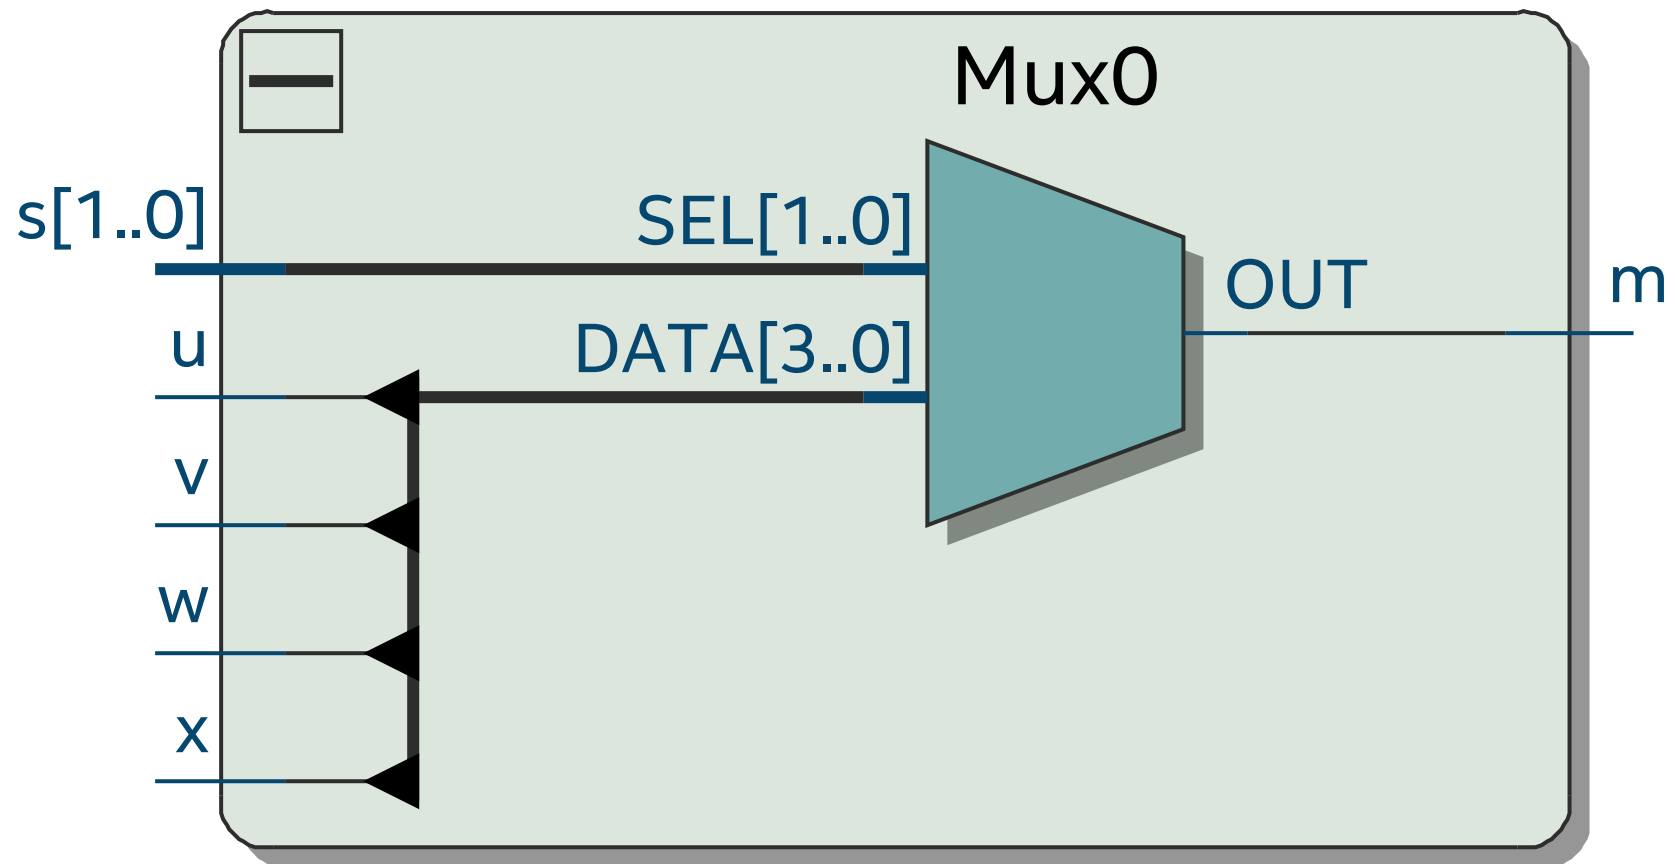 Mux0
s[1..0]
SEL[1..0]
OUT
m
u
DATA[3..0]
v
w
x